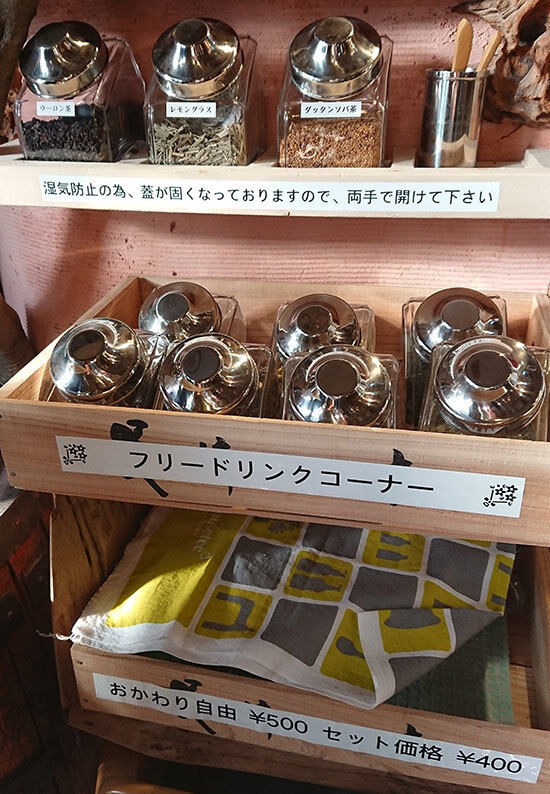 ウーロン茶
レモングラス
ダッタンソバ茶
湿気防止の為、蓋が固くなっておりますので、両手で開けて下さい
フリードリンクコーナー
おかわり自由 ¥500 セット価格 ¥400